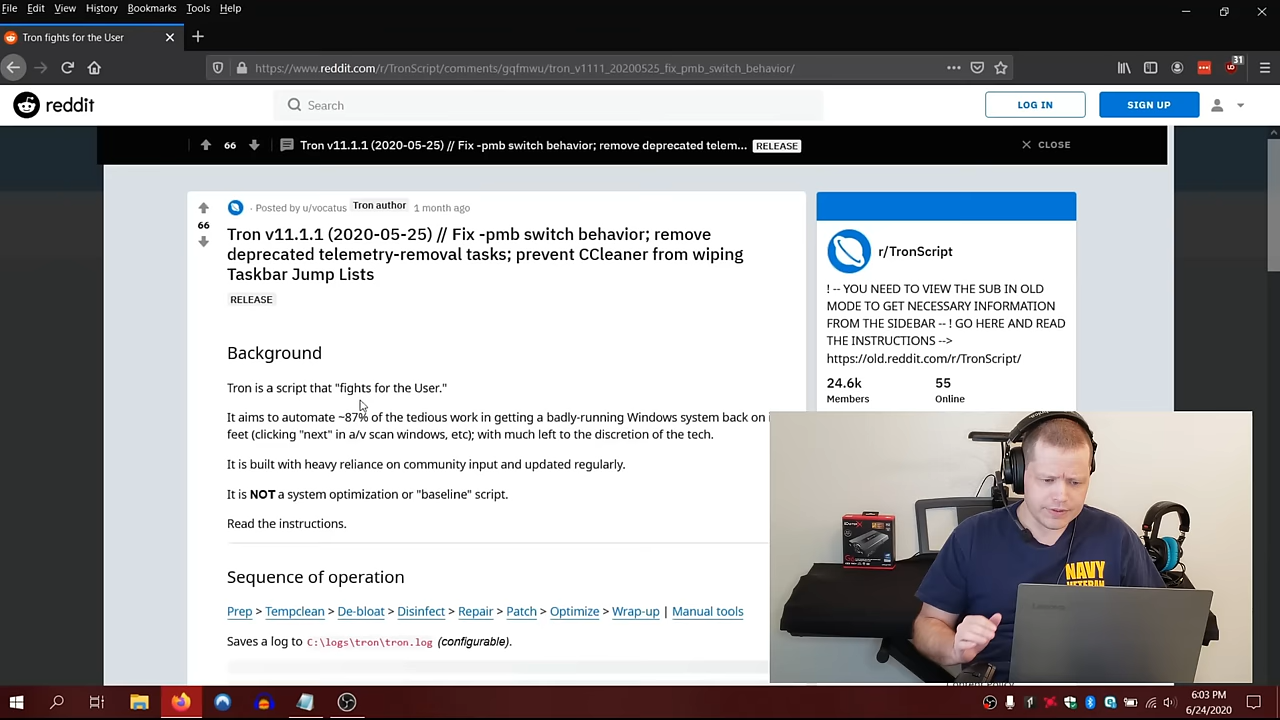 File Edit View History Bookmarks Tools Help
Tron fights for the User
https://www.reddit.com/r/TronScript/comments/gqfmwu/tron_v1111_20200525_fix_pmb_switch_behavior/
31
reddit
Search
LOG IN
SIGN UP
66
Tron v11.1.1 (2020-05-25) // Fix -pmb switch behavior; remove deprecated telem...
RELEASE
CLOSE
66
· Posted by u/vocatus Tron author 1 month ago
Tron v11.1.1 (2020-05-25) // Fix -pmb switch behavior; remove
deprecated telemetry-removal tasks; prevent CCleaner from wiping
Taskbar Jump Lists
RELEASE
Background
Tron is a script that "fights for the User."
It aims to automate ~87% of the tedious work in getting a badly-running Windows system back on
feet (clicking "next" in a/v scan windows, etc); with much left to the discretion of the tech.
It is built with heavy reliance on community input and updated regularly.
It is NOT a system optimization or "baseline" script.
Read the instructions.
Sequence of operation
Prep > Tempclean > De-bloat > Disinfect > Repair > Patch > Optimize > Wrap-up | Manual tools
Saves a log to C:\logs\tron\tron.log (configurable).
r/TronScript
! -- YOU NEED TO VIEW THE SUB IN OLD
MODE TO GET NECESSARY INFORMATION
FROM THE SIDEBAR -- ! GO HERE AND READ
THE INSTRUCTIONS -->
https://old.reddit.com/r/TronScript/
24.6k
Members
55
Online
NAVY
VETERAN
Lenovo
6:03 PM
6/24/2020